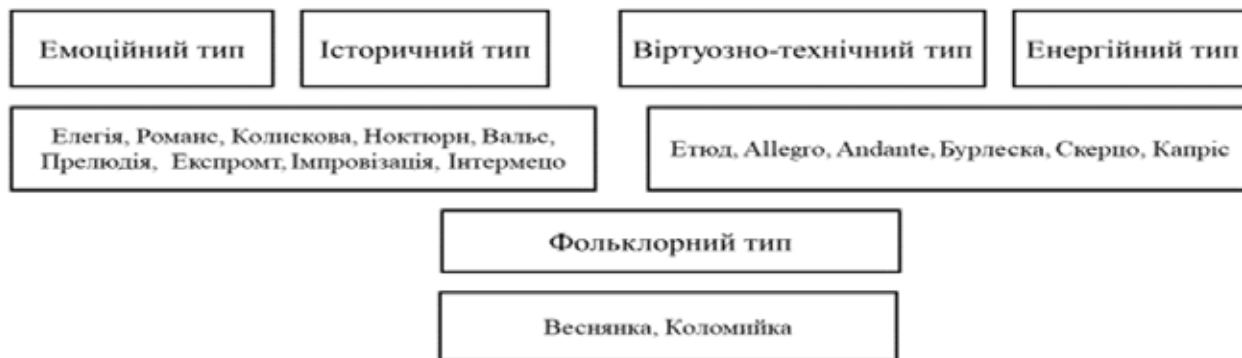 Емоційний тип
Історичний тип
Віртуозно-технічний тип
Енергійний тип
Елегія, Романс, Колискова, Ноктюрн, Вальс,
Прелюдія, Експромт, Імпровізація, Інтермецо
Етюд, Allegro, Andante, Бурлеска, Скерцо, Капріс
Фольклорний тип
Веснянка, Коломийка